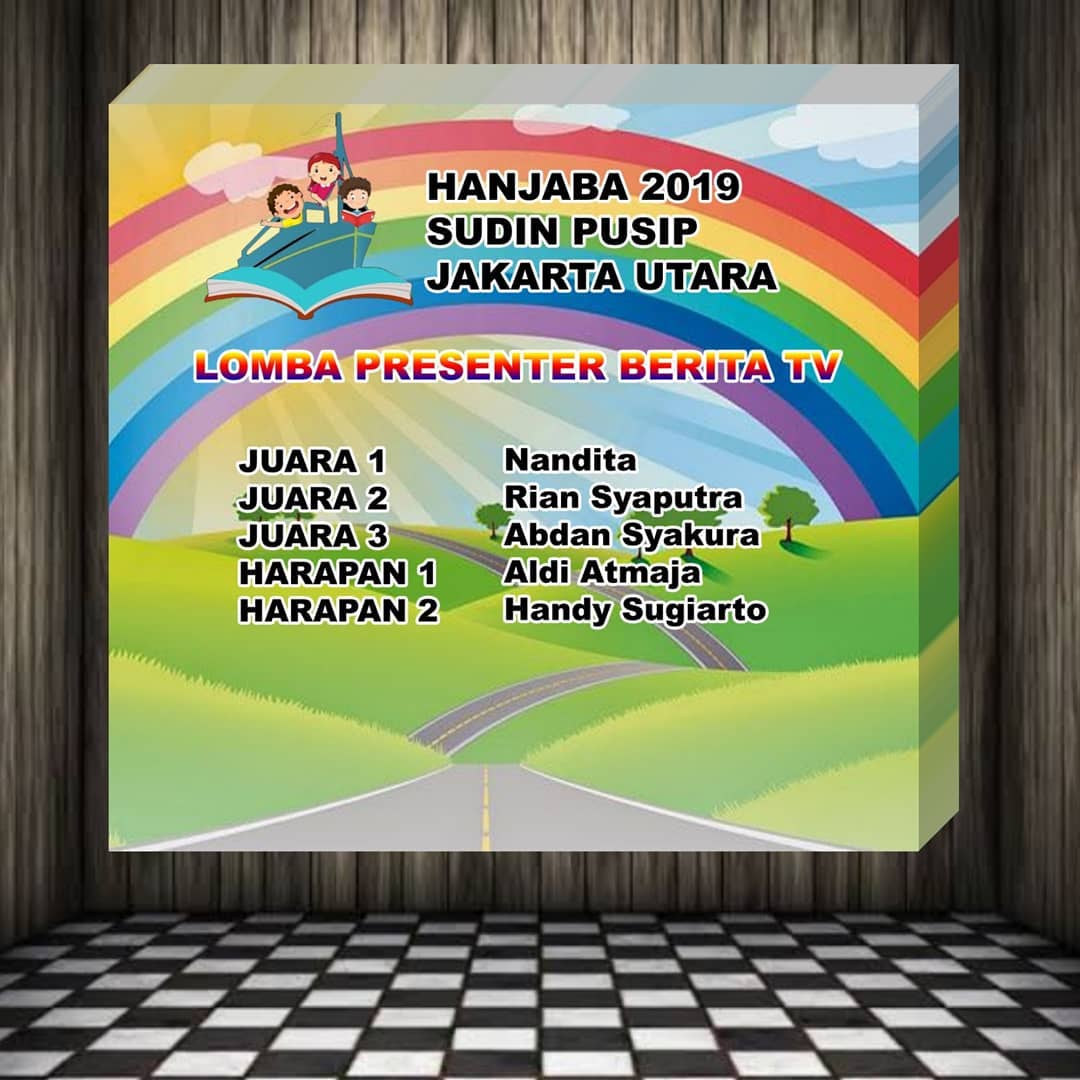 HANJABA 2019
SUDIN PUSIP
JAKARTA UTARA
LOMBA PRESENTER BERITA TV
JUARA 1 Nandita
JUARA 2 Rian Syaputra
JUARA 3 Abdan Syakura
HARAPAN 1 Aldi Atmaja
HARAPAN 2 Handy Sugiarto